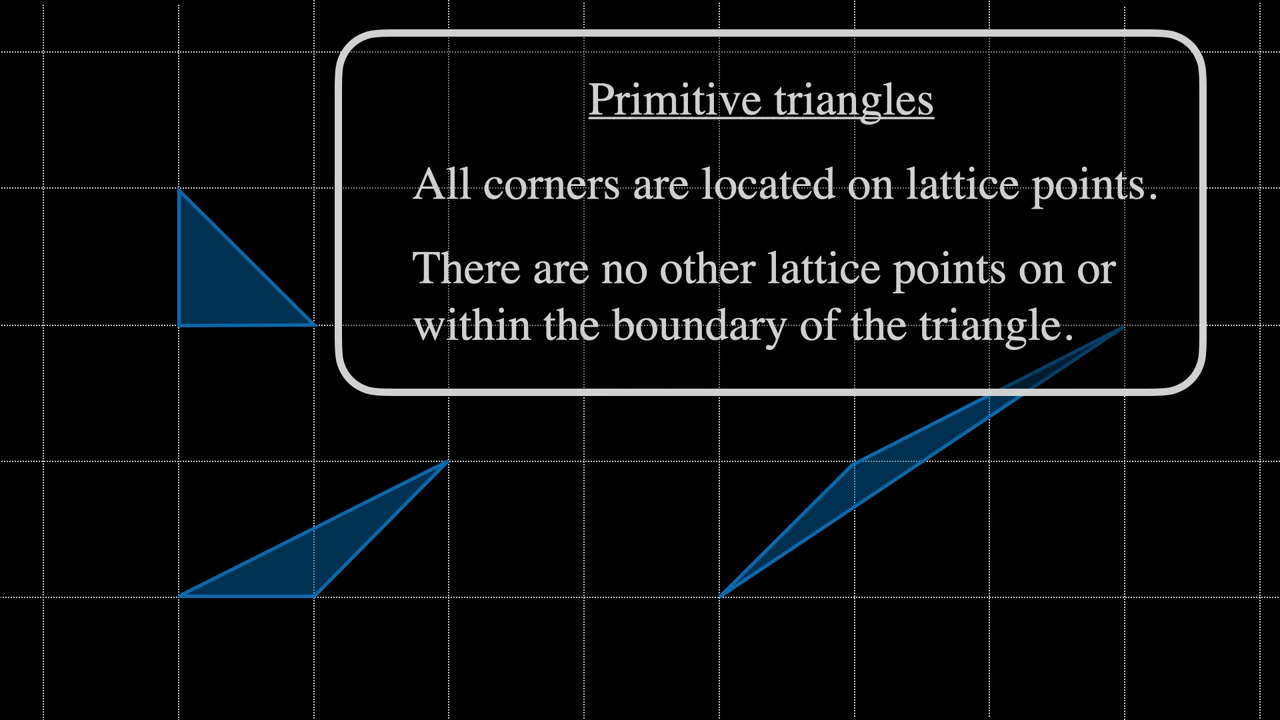 Primitive triangles
All corners are located on lattice points.
There are no other lattice points on or
within the boundary of the triangle.